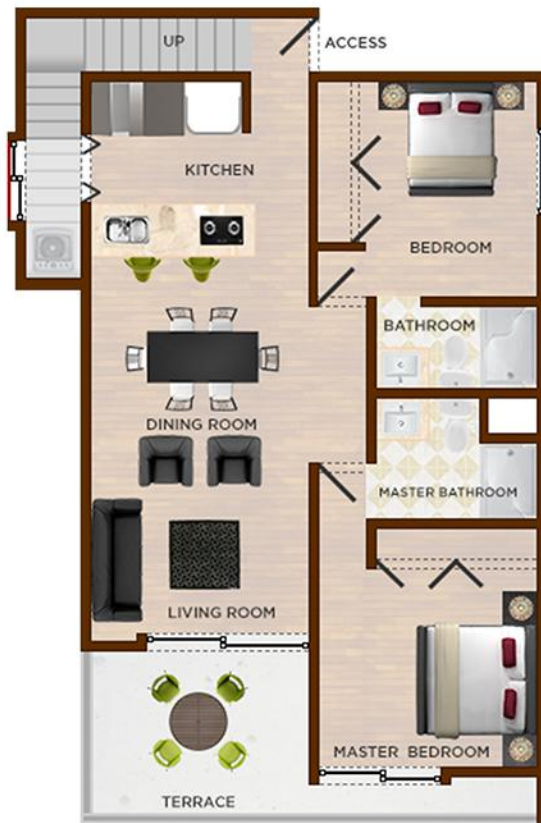 UP
ACCESS
KITCHEN
BEDROOM
BATHROOM
DINING ROOM
MASTER BATHROOM
LIVING ROOM
MASTER BEDROOM
TERRACE